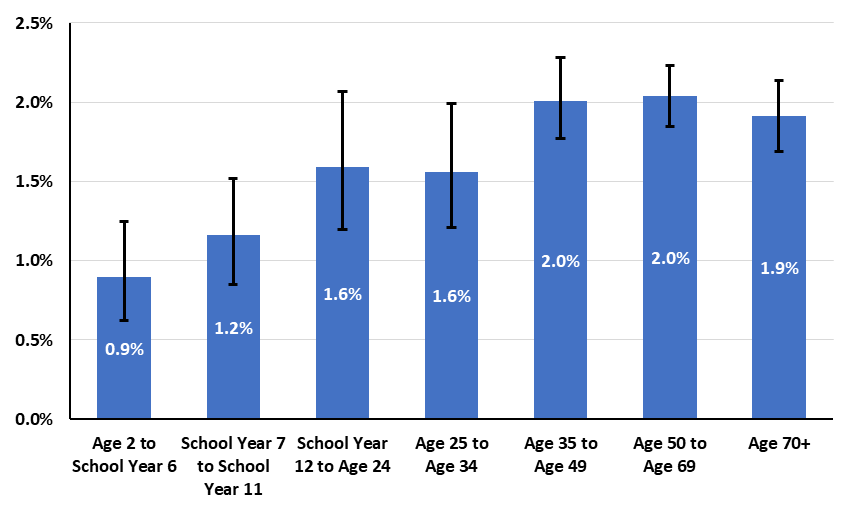 2.5%
2.0%
1.5%
1.0%
0.5%
0.0%
0.9%
1.2%
1.6%
1.6%
2.0%
2.0%
1.9%
Age 2 to
School Year 6
School Year 7
to School
Year 11
School Year
12 to Age 24
Age 25 to
Age 34
Age 35 to
Age 49
Age 50 to
Age 69
Age 70+